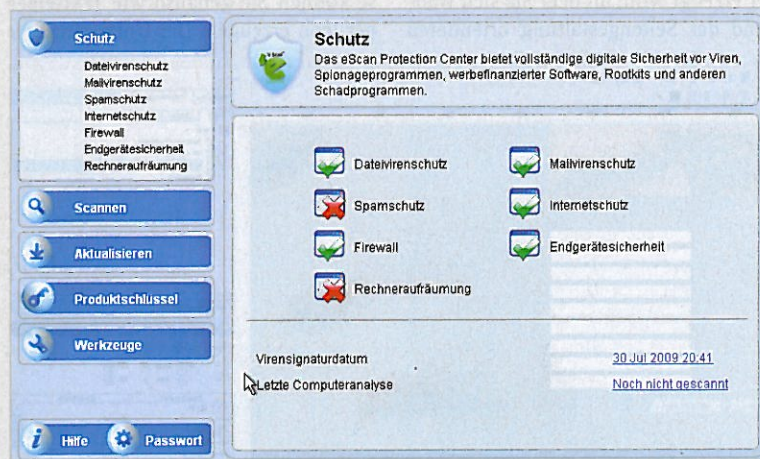 Schutz
Dateivirenschutz
Mailvirenschutz
Spamschutz
Internetschutz
Firewall
Endgerätesicherheit
Rechneraufräumung
Scannen
Aktualisieren
Produktschlüssel
Werkzeuge
Hilfe
Passwort
Schutz
Das eScan Protection Center bietet vollständige digitale Sicherheit vor Viren,
Spionageprogrammen, werbefinanzierter Software, Rootkits und anderen
Schadprogrammen.
Dateivirenschutz
Mailvirenschutz
Spamschutz
Internetschutz
Firewall
Endgerätesicherheit
Rechneraufräumung
Virensignaturdatum
30 Jul 2009 20:41
Letzte Computeranalyse
Noch nicht gescannt